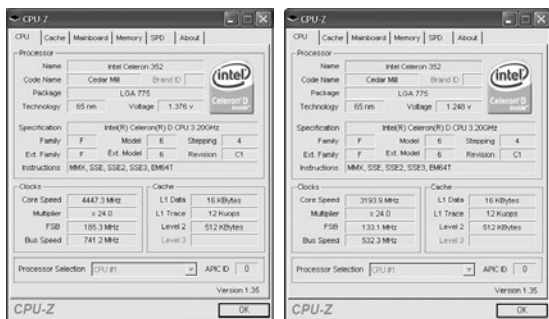 CPU-Z
CPU Cache Mainboard Memory SPD About
Processor
Name Intel Celeron 352
Code Name Cedar Mill Brand ID
Package LGA 775
Technology 65 nm Voltage 1.376 v
intel
Celeron D
inside
Specification Intel(R) Celeron(R) D CPU 3.20GHz
Family F Model 6 Stepping 4
Ext. Family F Ext. Model 6 Revision C1
Instructions MMX, SSE, SSE2, SSE3, EM64T
Clocks
Core Speed 4447.3 MHz
Multiplier x 24.0
FSB 185.3 MHz
Bus Speed 741.2 MHz
Cache
L1 Data 16 KBytes
L1 Trace 12 Kuops
Level 2 512 KBytes
Level 3
Processor Selection CPU #1 APIC ID 0
Version 1.35
CPU-Z OK
CPU-Z
CPU Cache Mainboard Memory SPD About
Processor
Name Intel Celeron 352
Code Name Cedar Mill Brand ID
Package LGA 775
Technology 65 nm Voltage 1.248 v
intel
Celeron D
inside
Specification Intel(R) Celeron(R) D CPU 3.20GHz
Family F Model 6 Stepping 4
Ext. Family F Ext. Model 6 Revision C1
Instructions MMX, SSE, SSE2, SSE3, EM64T
Clocks
Core Speed 3193.9 MHz
Multiplier x 24.0
FSB 133.1 MHz
Bus Speed 532.3 MHz
Cache
L1 Data 16 KBytes
L1 Trace 12 Kuops
Level 2 512 KBytes
Level 3
Processor Selection CPU #1 APIC ID 0
Version 1.35
CPU-Z OK